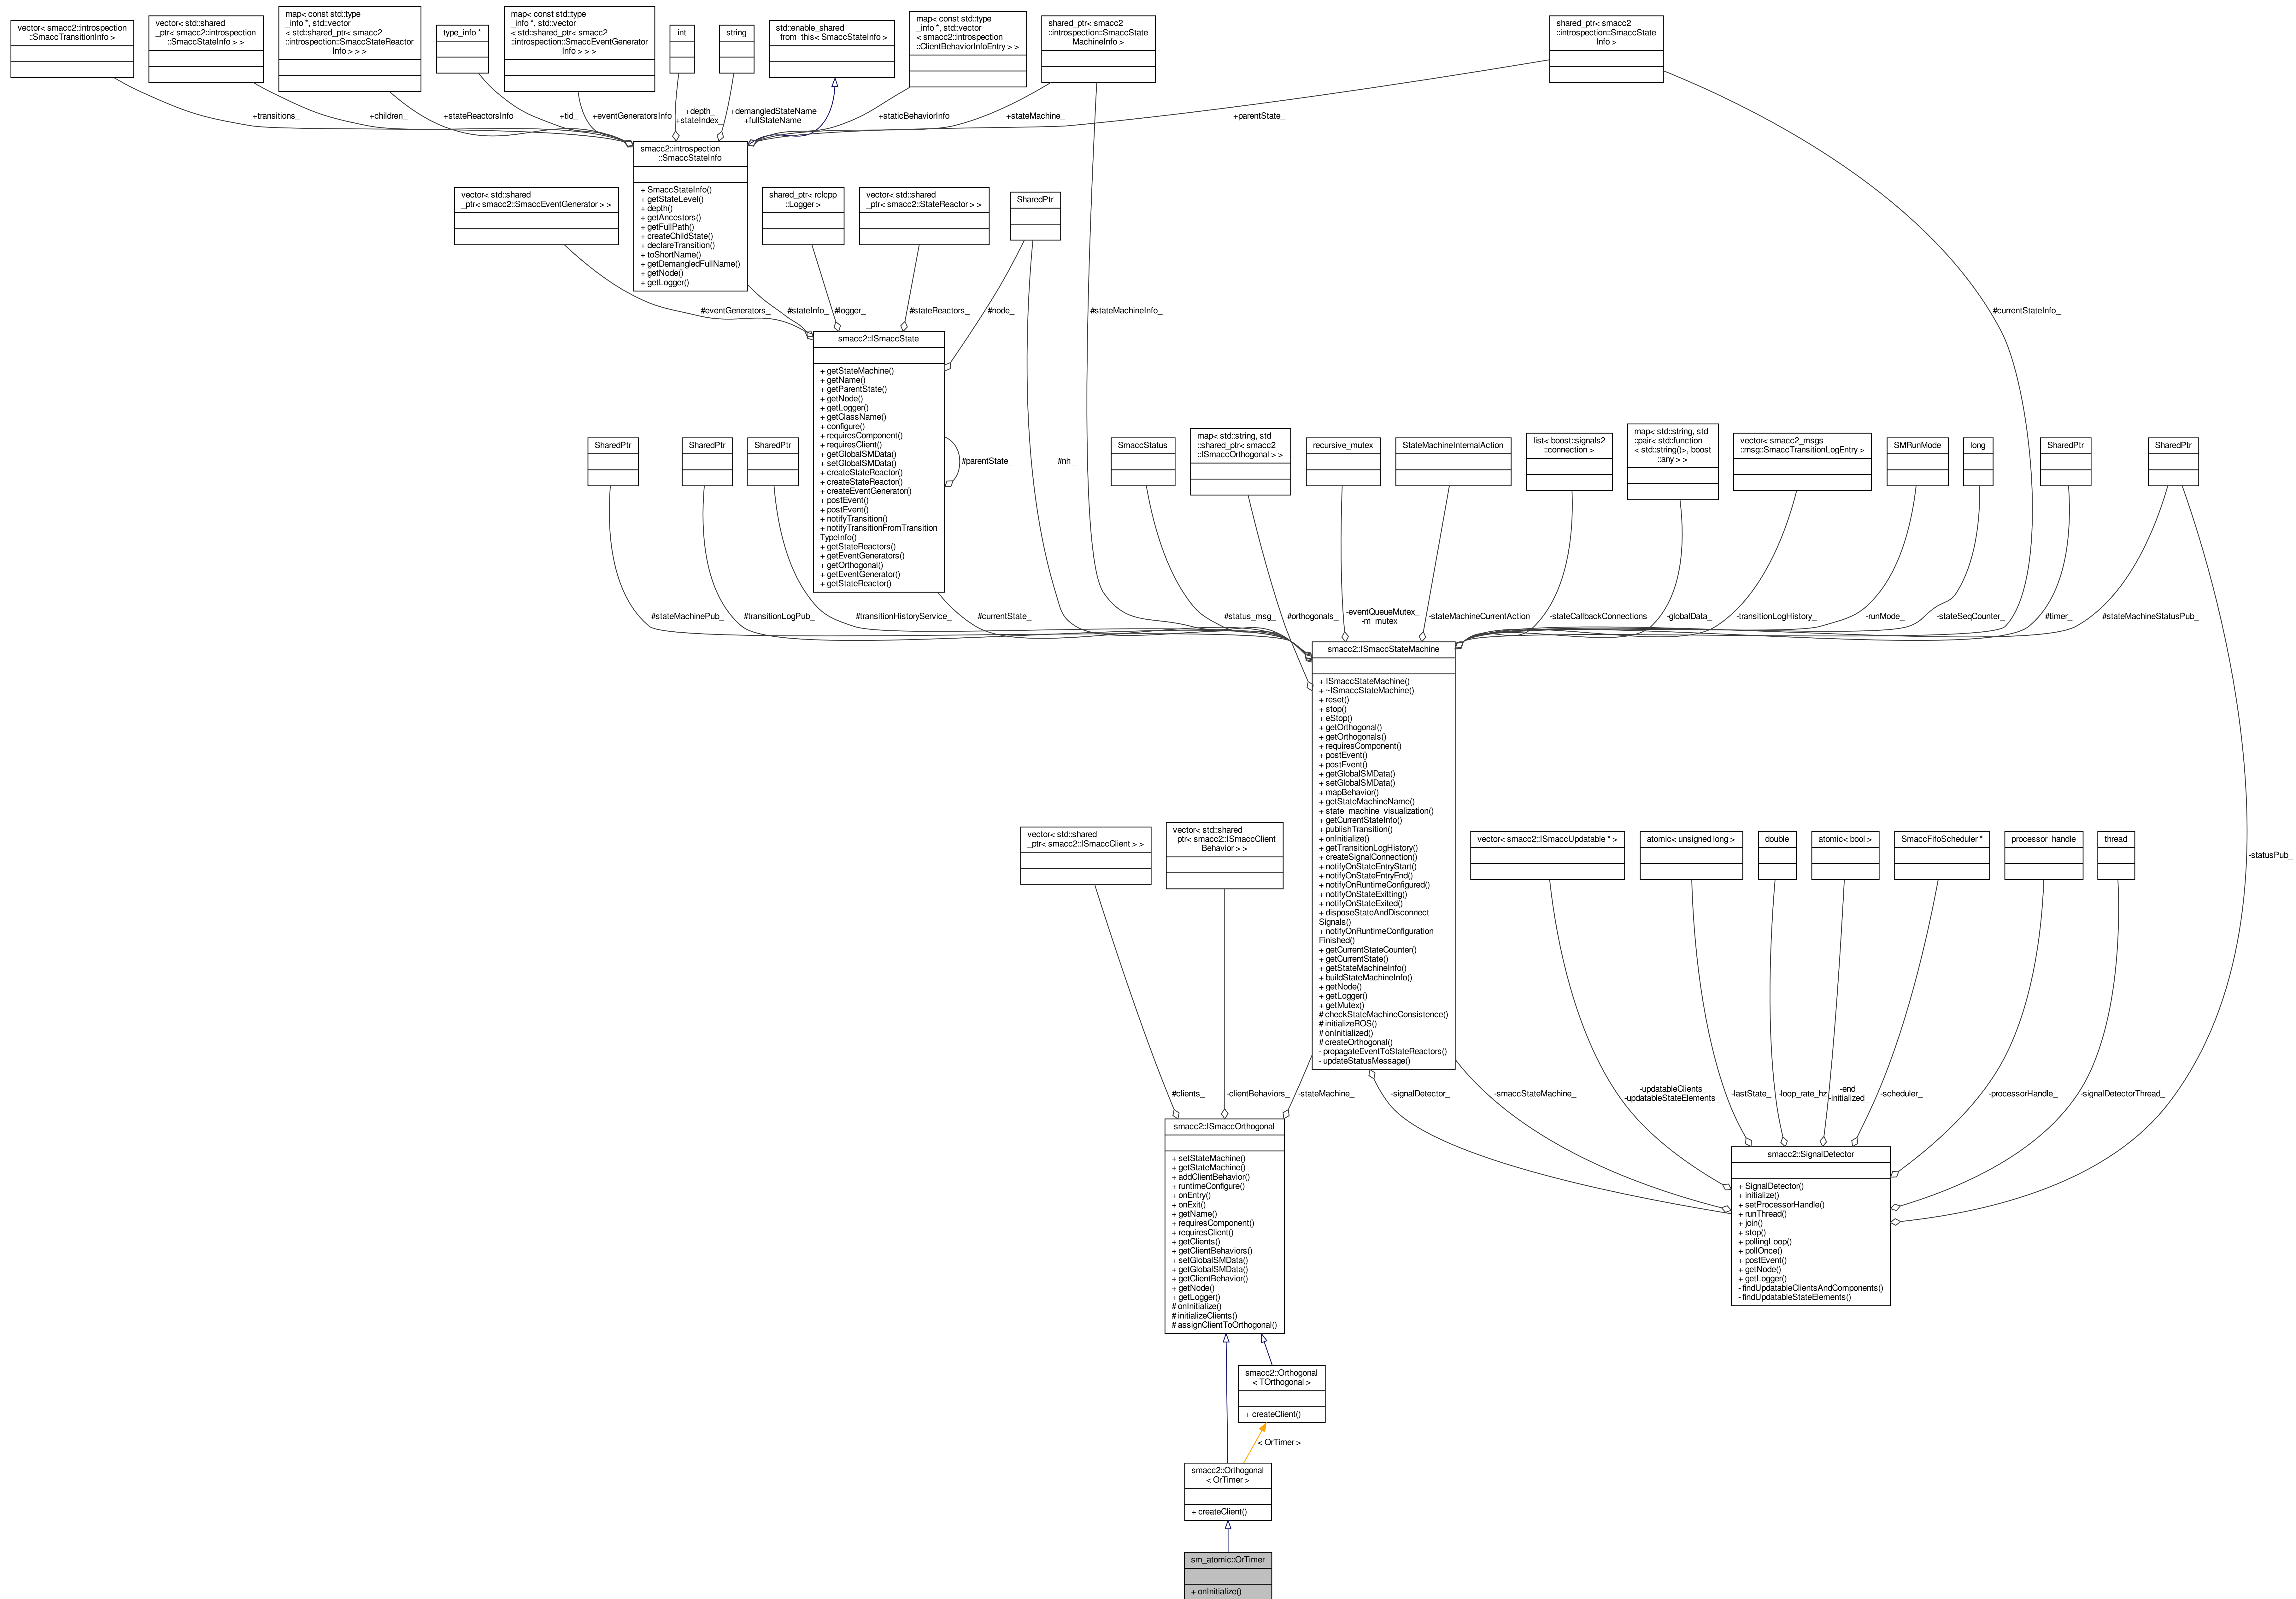 vector< smacc2::introspection
::SmaccTransitionInfo >
vector< std::shared
_ptr< smacc2::introspection
::SmaccStateInfo > >
map< const std::type
_info *, std::vector
< std::shared_ptr< smacc2
::introspection::SmaccStateReactor
Info > > >
type_info *
map< const std::type
_info *, std::vector
< std::shared_ptr< smacc2
::introspection::SmaccEventGenerator
Info > > >
int
string
std::enable_shared
_from_this< SmaccStateInfo >
map< const std::type
_info *, std::vector
< smacc2::introspection
::ClientBehaviorInfoEntry > >
shared_ptr< smacc2
::introspection::SmaccState
MachineInfo >
shared_ptr< smacc2
::introspection::SmaccState
Info >
+transitions_
+children_
+stateReactorsInfo
+tid_
+eventGeneratorsInfo
+depth_
+stateIndex_
+demangledStateName
+fullStateName
+staticBehaviorInfo
+stateMachine_
+parentState_
smacc2::introspection
::SmaccStateInfo
+ SmaccStateInfo()
+ getStateLevel()
+ depth()
+ getAncestors()
+ getFullPath()
+ createChildState()
+ declareTransition()
+ toShortName()
+ getDemangledFullName()
+ getNode()
+ getLogger()
vector< std::shared
_ptr< smacc2::SmaccEventGenerator > >
shared_ptr< rclcpp
::Logger >
vector< std::shared
_ptr< smacc2::StateReactor > >
SharedPtr
#eventGenerators_
#stateInfo_
#logger_
#stateReactors_
#node_
#stateMachineInfo_
#currentStateInfo_
smacc2::ISmaccState
+ getStateMachine()
+ getName()
+ getParentState()
+ getNode()
+ getLogger()
+ getClassName()
+ configure()
+ requiresComponent()
+ requiresClient()
+ getGlobalSMData()
+ setGlobalSMData()
+ createStateReactor()
+ createStateReactor()
+ createEventGenerator()
+ postEvent()
+ postEvent()
+ notifyTransition()
+ notifyTransitionFromTransition
TypeInfo()
+ getStateReactors()
+ getEventGenerators()
+ getOrthogonal()
+ getEventGenerator()
+ getStateReactor()
#parentState_
#nh_
SharedPtr
SharedPtr
SharedPtr
SmaccStatus
map< std::string, std
::shared_ptr< smacc2
::ISmaccOrthogonal > >
recursive_mutex
StateMachineInternalAction
list< boost::signals2
::connection >
map< std::string, std
::pair< std::function
< std::string()>, boost
::any > >
vector< smacc2_msgs
::msg::SmaccTransitionLogEntry >
SMRunMode
long
SharedPtr
SharedPtr
#stateMachinePub_
#transitionLogPub_
#transitionHistoryService_
#currentState_
#status_msg_
#orthogonals_
-eventQueueMutex_
-m_mutex_
-stateMachineCurrentAction
-stateCallbackConnections
-globalData_
-transitionLogHistory_
-runMode_
-stateSeqCounter_
#timer_
#stateMachineStatusPub_
smacc2::ISmaccStateMachine
+ ISmaccStateMachine()
+ ~ISmaccStateMachine()
+ reset()
+ stop()
+ eStop()
+ getOrthogonal()
+ getOrthogonals()
+ requiresComponent()
+ postEvent()
+ postEvent()
+ getGlobalSMData()
+ setGlobalSMData()
+ mapBehavior()
+ getStateMachineName()
+ state_machine_visualization()
+ getCurrentStateInfo()
+ publishTransition()
+ onInitialize()
+ getTransitionLogHistory()
+ createSignalConnection()
+ notifyOnStateEntryStart()
+ notifyOnStateEntryEnd()
+ notifyOnRuntimeConfigured()
+ notifyOnStateExitting()
+ notifyOnStateExited()
+ disposeStateAndDisconnect
Signals()
+ notifyOnRuntimeConfiguration
Finished()
+ getCurrentStateCounter()
+ getCurrentState()
+ getStateMachineInfo()
+ buildStateMachineInfo()
+ getNode()
+ getLogger()
+ getMutex()
# checkStateMachineConsistence()
# initializeROS()
# onInitialized()
# createOrthogonal()
- propagateEventToStateReactors()
- updateStatusMessage()
vector< std::shared
_ptr< smacc2::ISmaccClient > >
vector< std::shared
_ptr< smacc2::ISmaccClient
Behavior > >
vector< smacc2::ISmaccUpdatable * >
atomic< unsigned long >
double
atomic< bool >
SmaccFifoScheduler *
processor_handle
thread
-statusPub_
#clients_
-clientBehaviors_
-stateMachine_
-signalDetector_
-smaccStateMachine_
-updatableClients_
-updatableStateElements_
-lastState_
-loop_rate_hz
-end_
-initialized_
-scheduler_
-processorHandle_
-signalDetectorThread_
smacc2::ISmaccOrthogonal
+ setStateMachine()
+ getStateMachine()
+ addClientBehavior()
+ runtimeConfigure()
+ onEntry()
+ onExit()
+ getName()
+ requiresComponent()
+ requiresClient()
+ getClients()
+ getClientBehaviors()
+ setGlobalSMData()
+ getGlobalSMData()
+ getClientBehavior()
+ getNode()
+ getLogger()
# onInitialize()
# initializeClients()
# assignClientToOrthogonal()
smacc2::SignalDetector
+ SignalDetector()
+ initialize()
+ setProcessorHandle()
+ runThread()
+ join()
+ stop()
+ pollingLoop()
+ pollOnce()
+ postEvent()
+ getNode()
+ getLogger()
- findUpdatableClientsAndComponents()
- findUpdatableStateElements()
smacc2::Orthogonal
< TOrthogonal >
+ createClient()
< OrTimer >
smacc2::Orthogonal
< OrTimer >
+ createClient()
sm_atomic::OrTimer
+ onInitialize()